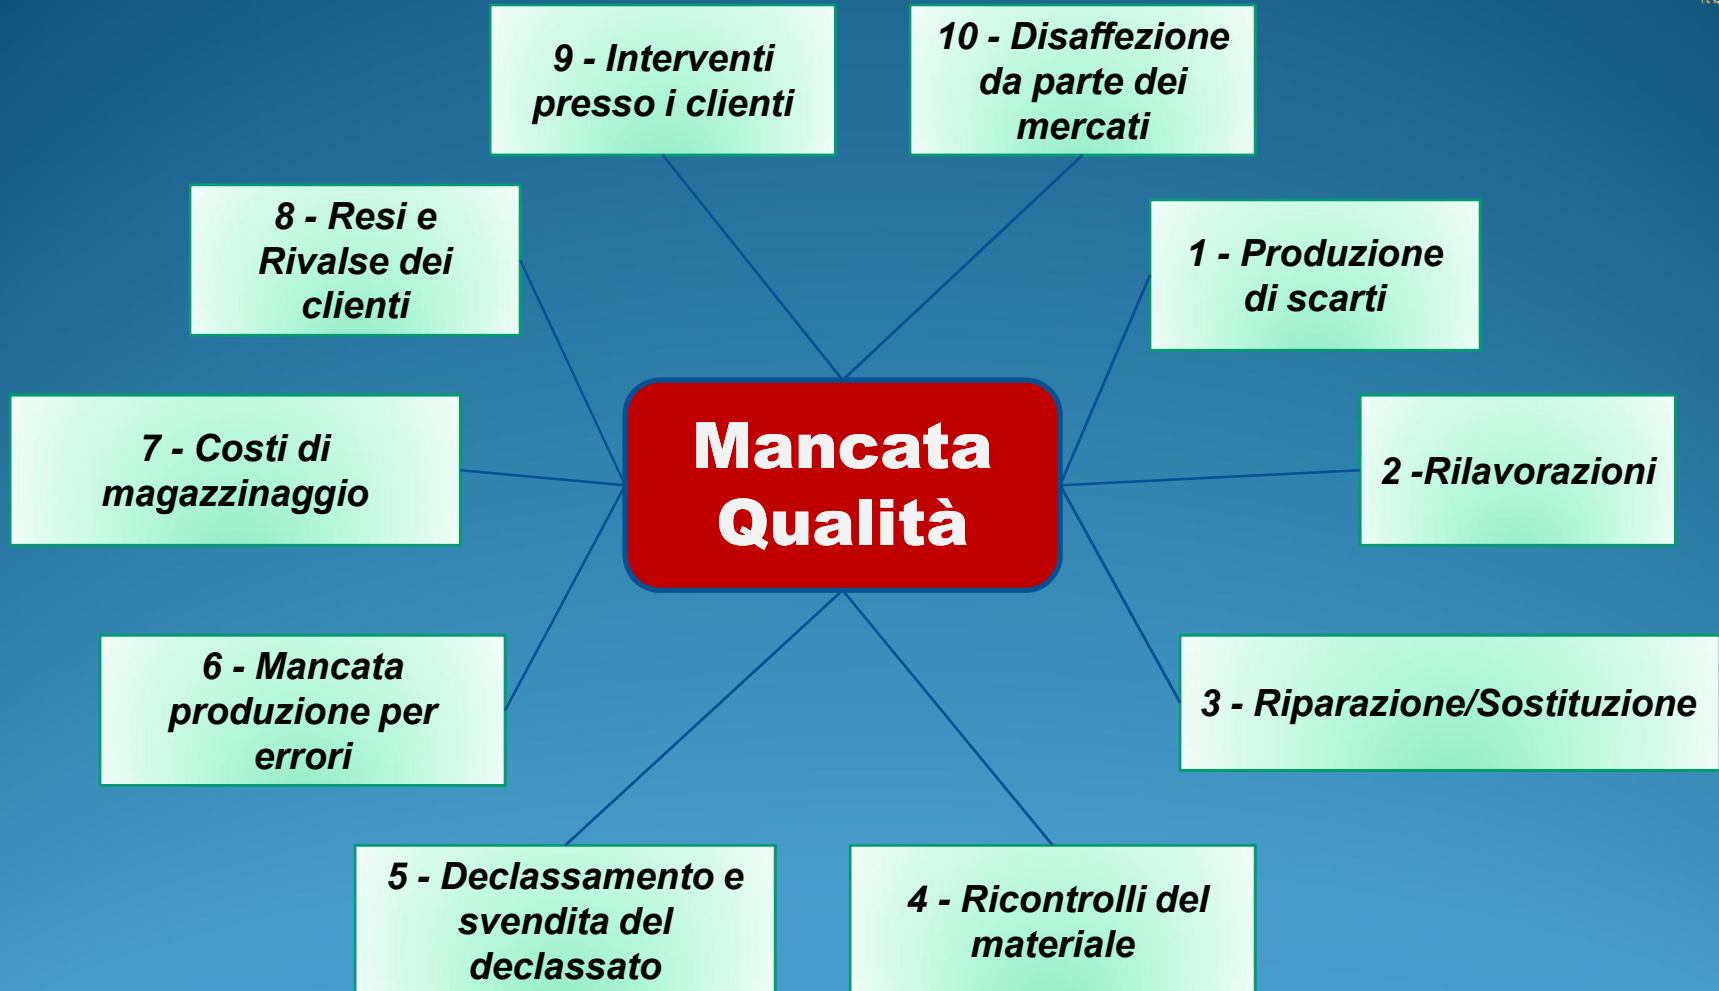 9 - Interventi
presso i clienti
10 - Disaffezione
da parte dei
mercati
8 - Resi e
Rivalse dei
clienti
1 - Produzione
di scarti
7 - Costi di
magazzinaggio
Mancata
Qualità
2 -Rilavorazioni
6 - Mancata
produzione per
errori
3 - Riparazione/Sostituzione
5 - Declassamento e
svendita del
declassato
4 - Ricontrolli del
materiale